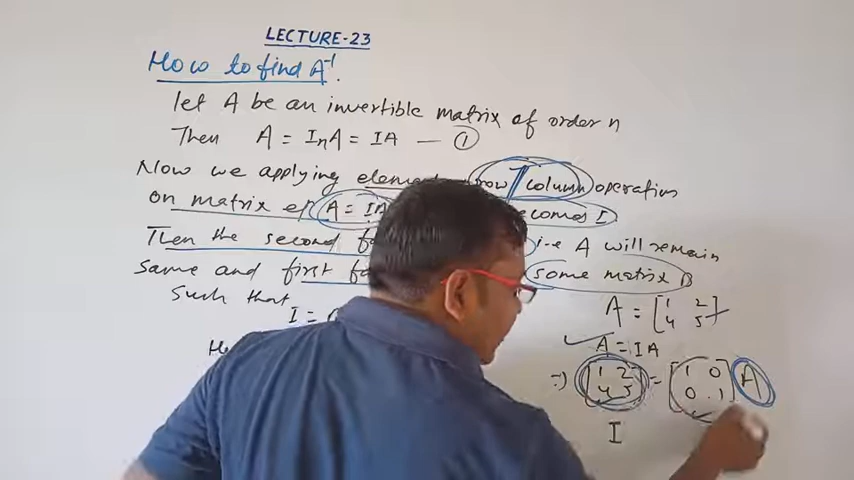 LECTURE-23
How to find A⁻¹.
let A be an invertible matrix of order n
Then A = InA = IA — ①
Now we applying row/column operation
on matrix eq A = IA becomes I
Then the second i.e A will remain
Same and first some matrix B
Such that
I =
A = [1 2
4 5]
A = IA
⇒ [1 2 = [1 0 A
4 5] 0 1]
I